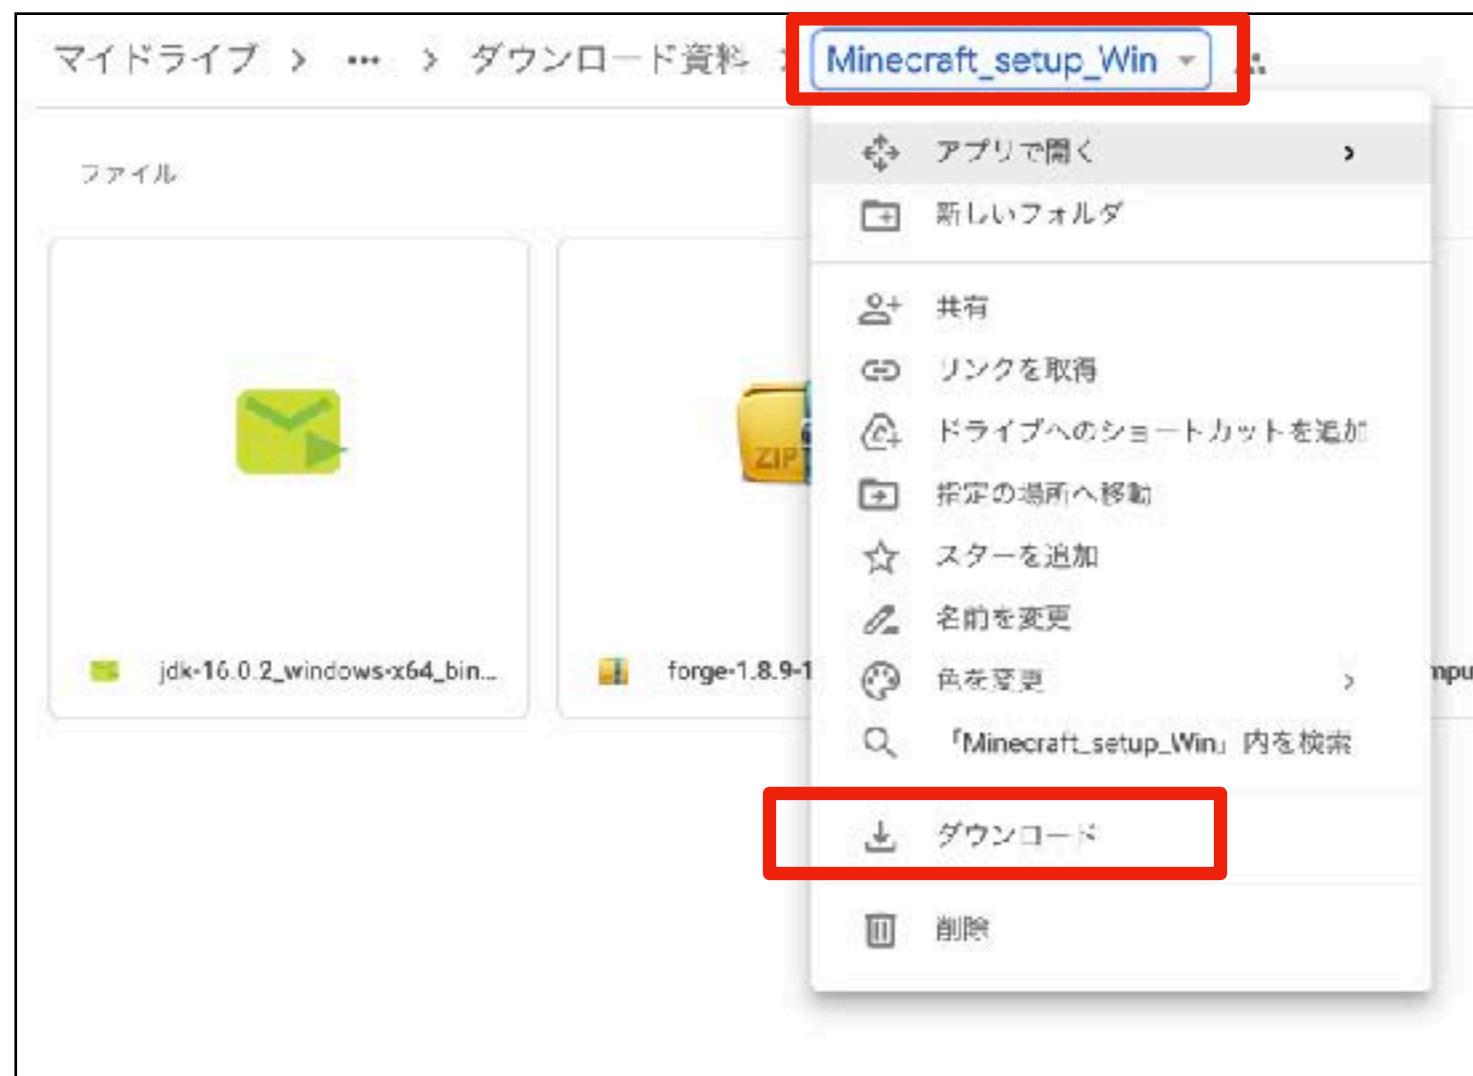 マイドライブ > ••• > ダウンロード資料 > Minecraft_setup_Win
ファイル
アプリで開く
新しいフォルダ
共有
リンクを取得
ドライブへのショートカットを追加
指定の場所へ移動
スターを追加
名前を変更
色を変更
「Minecraft_setup_Win」内を検索
ダウンロード
削除
ZIP
jdk-16.0.2_windows-x64_bin...
forge-1.8.9-1
mpu